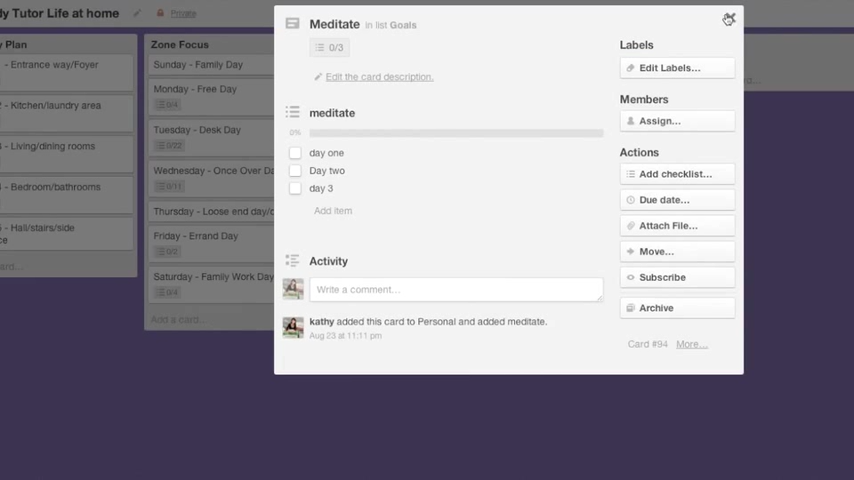 dy Tutor Life at home
Private
y Plan
- Entrance way/Foyer
2 - Kitchen/laundry area
- Living/dining rooms
- Bedroom/bathrooms
- Hall/stairs/side
ce
ard…
Zone Focus
Sunday - Family Day
Monday - Free Day
0/4
Tuesday - Desk Day
0/22
Wednesday - Once Over Da
0/11
Thursday - Loose end day/c
Friday - Errand Day
0/2
Saturday - Family Work Day
0/4
Add a card…
Meditate in list Goals
0/3
Edit the card description.
meditate
0%
day one
Day two
day 3
Add item
Activity
Write a comment…
kathy added this card to Personal and added meditate.
Aug 23 at 11:11 pm
Labels
Edit Labels…
Members
Assign…
Actions
Add checklist…
Due date…
Attach File…
Move…
Subscribe
Archive
Card #94 More…
d…